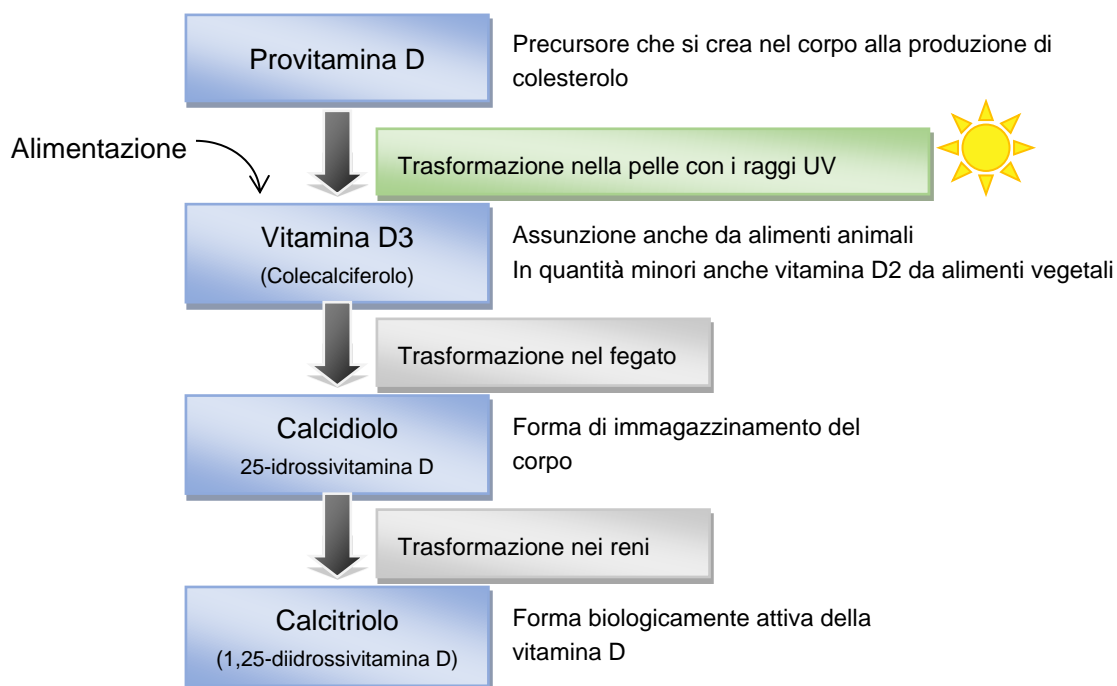 Provitamina D
Precursore che si crea nel corpo alla produzione di
colesterolo
Alimentazione
Trasformazione nella pelle con i raggi UV
Vitamina D3
(Colecalciferolo)
Assunzione anche da alimenti animali
In quantità minori anche vitamina D2 da alimenti vegetali
Trasformazione nel fegato
Calcidiolo
25-idrossivitamina D
Forma di immagazzinamento del
corpo
Trasformazione nei reni
Calcitriolo
(1,25-diidrossivitamina D)
Forma biologicamente attiva della
vitamina D